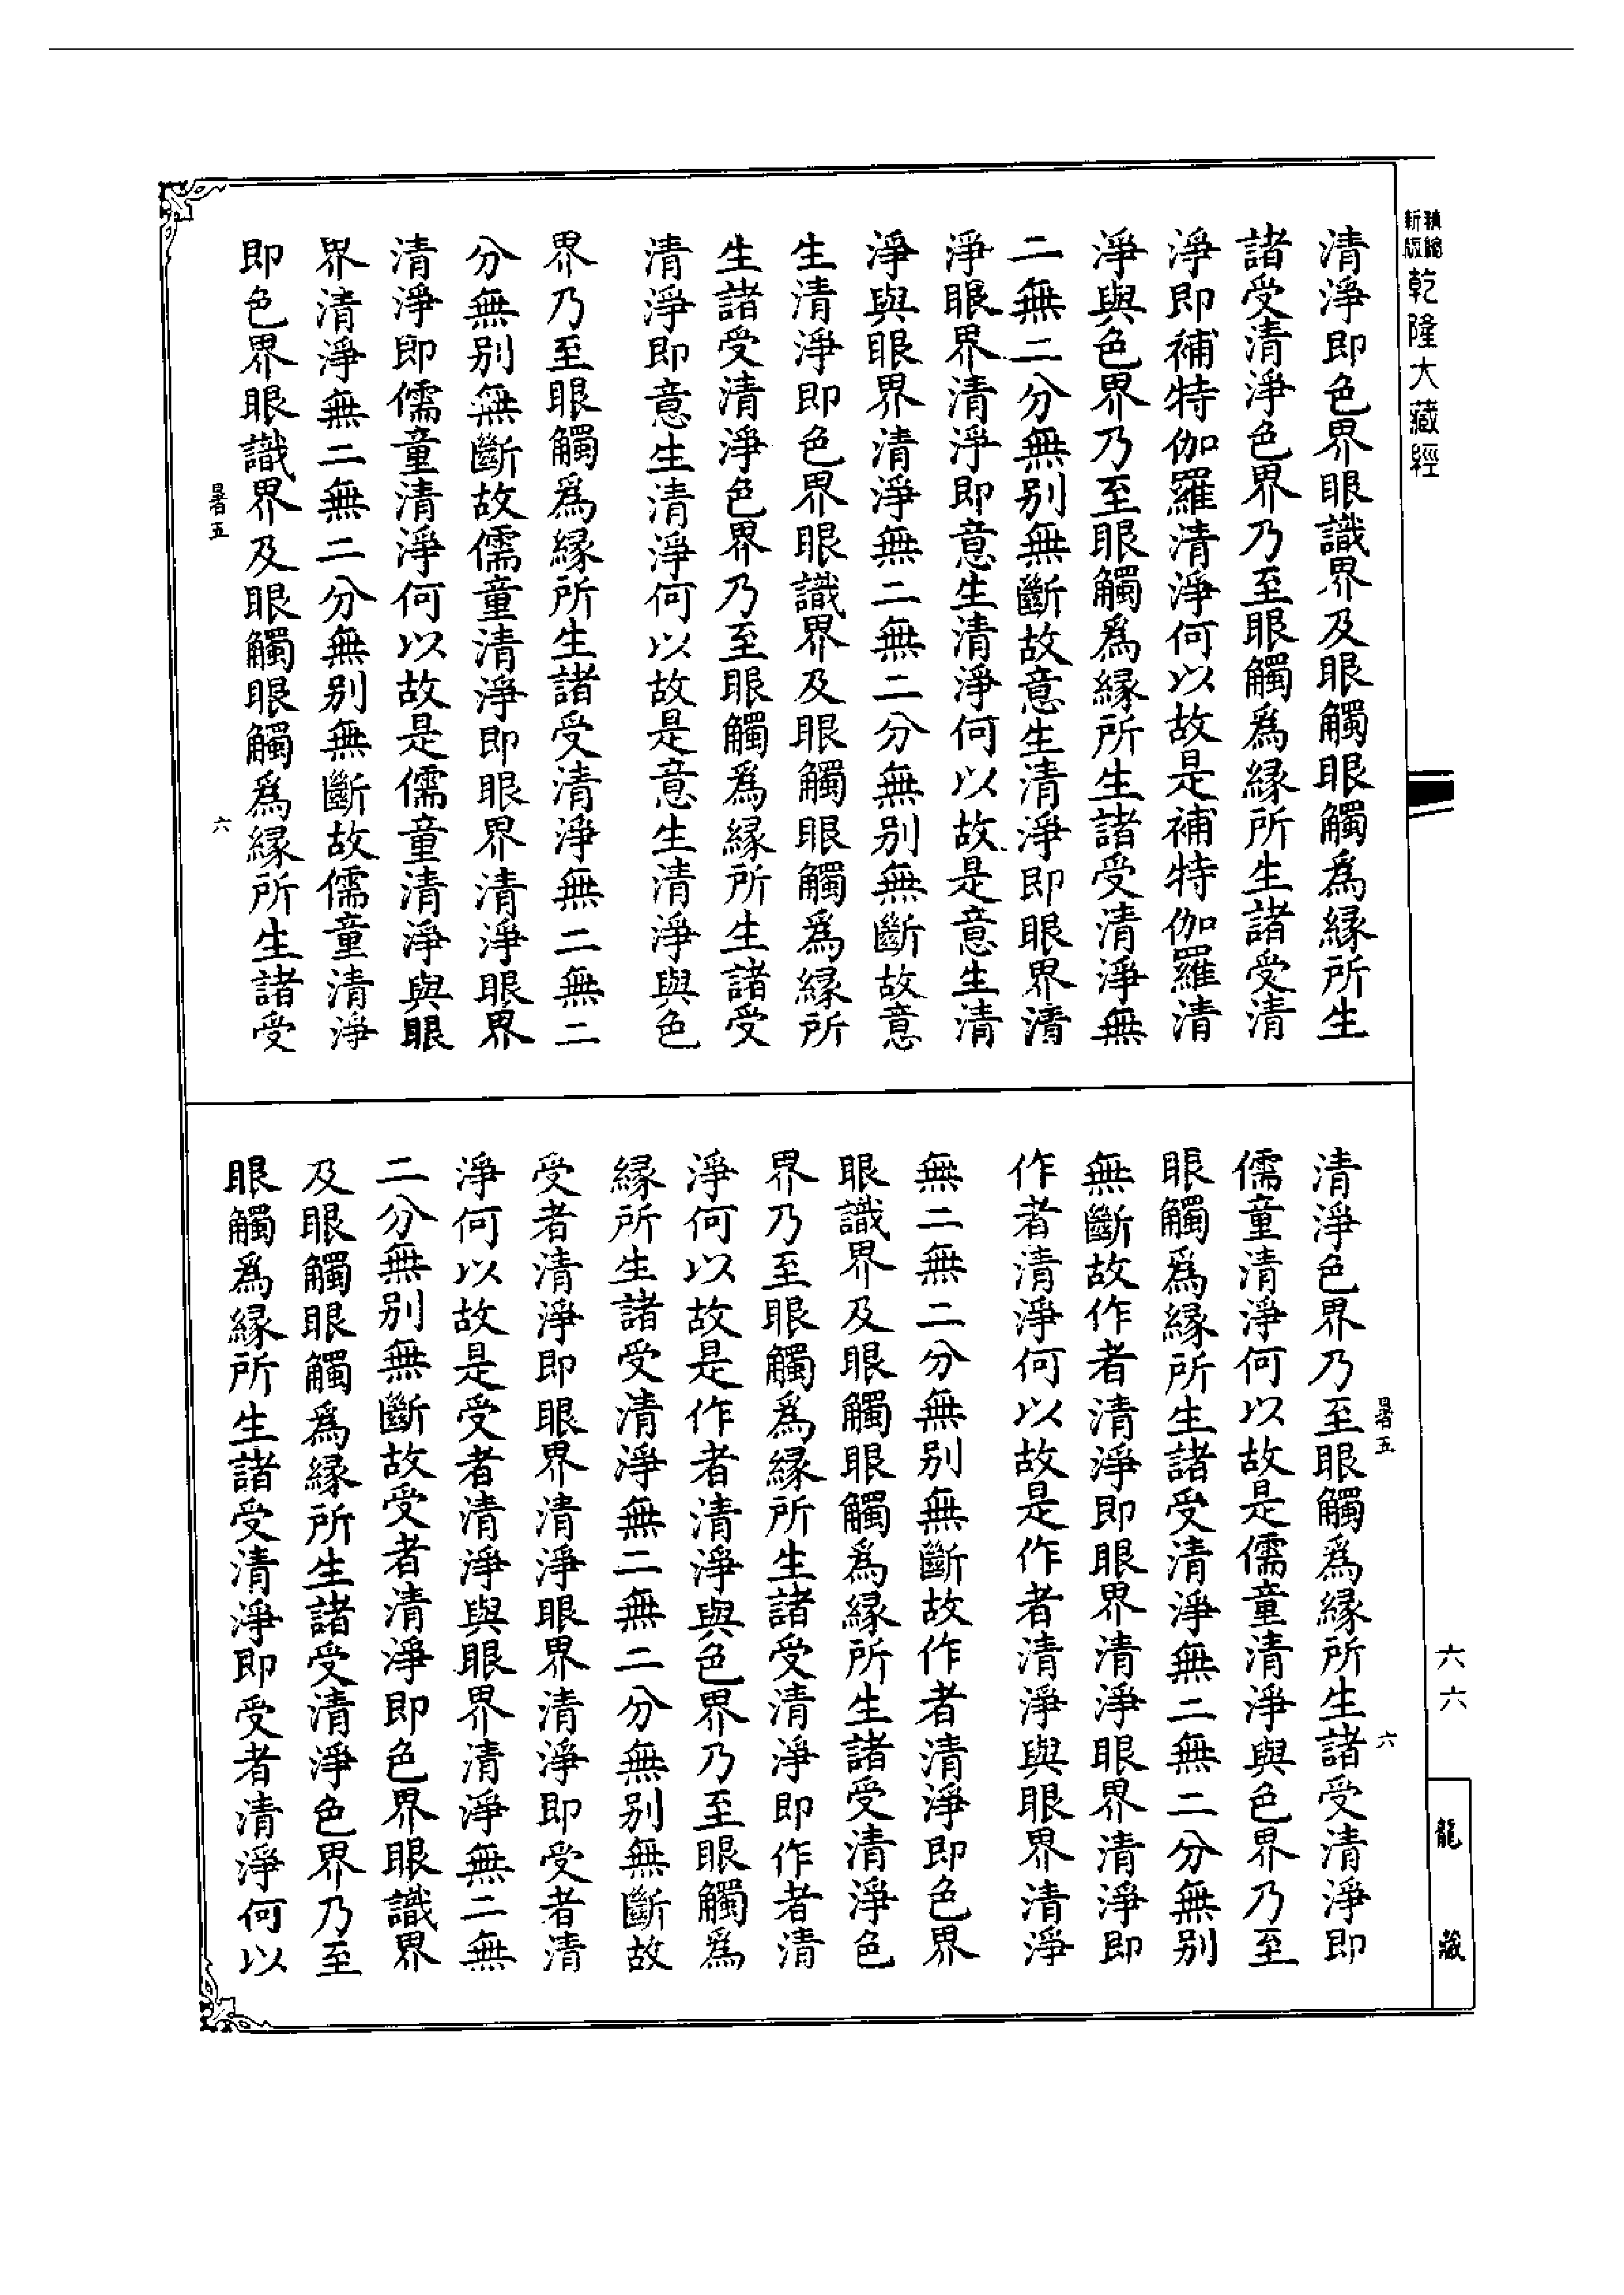 新版
精縮
乾隆大藏經
清淨即色界眼識界及眼觸眼觸爲緣所生
諸受清淨色界乃至眼觸爲緣所生諸受清
淨即補特伽羅清淨何以故是補特伽羅清
淨與色界乃至眼觸爲緣所生諸受清淨無
二無二分無别無斷故意生清淨即眼界清
淨眼界清淨即意生清淨何以故是意生清
淨與眼界清淨無二無二分無别無斷故意
生清淨即色界眼識界及眼觸眼觸爲緣所
生諸受清淨色界乃至眼觸爲緣所生諸受
清淨即意生清淨何以故是意生清淨與色
界乃至眼觸爲緣所生諸受清淨無二無二
分無别無斷故儒童清淨即眼界清淨眼界
清淨即儒童清淨何以故是儒童清淨與眼
界清淨無二無二分無别無斷故儒童清淨
即色界眼識界及眼觸眼觸爲緣所生諸受
暑五
六
清淨色界乃至眼觸爲緣所生諸受清淨即
儒童清淨何以故是儒童清淨與色界乃至
眼觸爲緣所生諸受清淨無二無二分無别
無斷故作者清淨即眼界清淨眼界清淨即
作者清淨何以故是作者清淨與眼界清淨
無二無二分無别無斷故作者清淨即色界
眼識界及眼觸眼觸爲緣所生諸受清淨色
界乃至眼觸爲緣所生諸受清淨即作者清
淨何以故是作者清淨與色界乃至眼觸爲
緣所生諸受清淨無二無二分無别無斷故
受者清淨即眼界清淨眼界清淨即受者清
淨何以故是受者清淨與眼界清淨無二無
二分無别無斷故受者清淨即色界眼識界
及眼觸眼觸爲緣所生諸受清淨色界乃至
眼觸爲緣所生諸受清淨即受者清淨何以
暑五
六
六六
龍藏